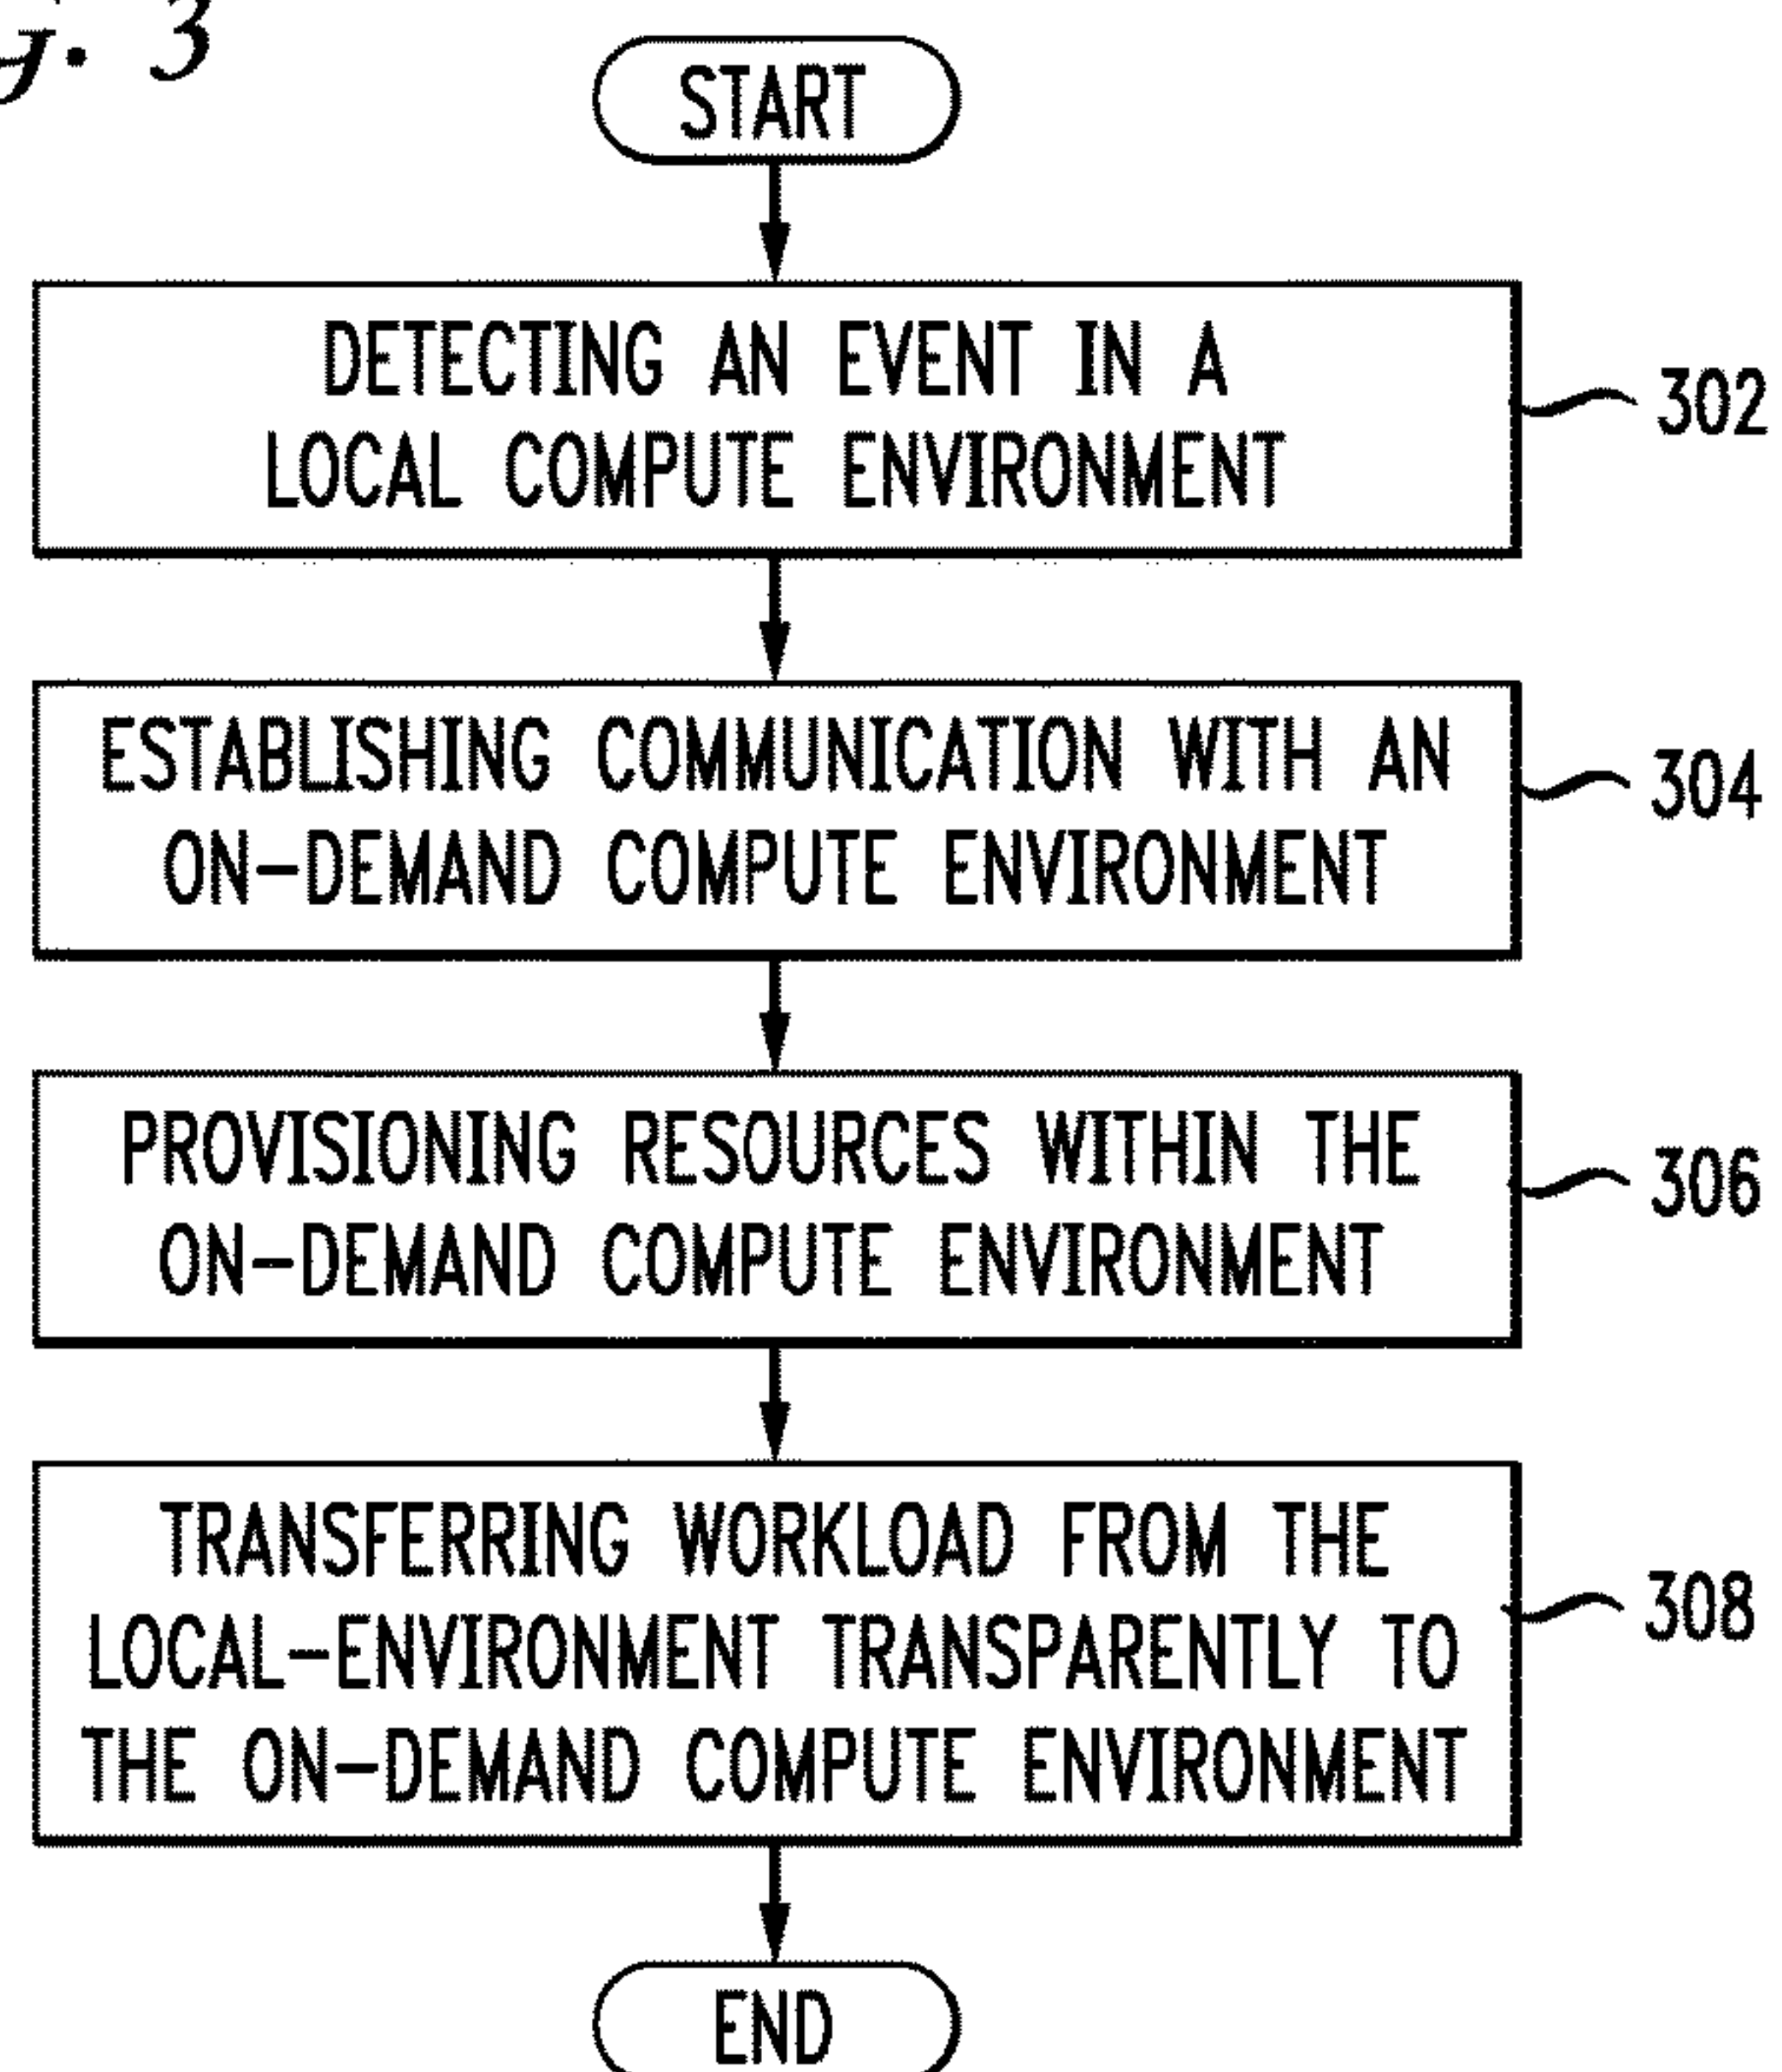 g. 3
START
DETECTING AN EVENT IN A
LOCAL COMPUTE ENVIRONMENT
302
ESTABLISHING COMMUNICATION WITH AN
ON-DEMAND COMPUTE ENVIRONMENT
304
PROVISIONING RESOURCES WITHIN THE
ON-DEMAND COMPUTE ENVIRONMENT
306
TRANSFERRING WORKLOAD FROM THE
LOCAL-ENVIRONMENT TRANSPARENTLY TO
THE ON-DEMAND COMPUTE ENVIRONMENT
308
END